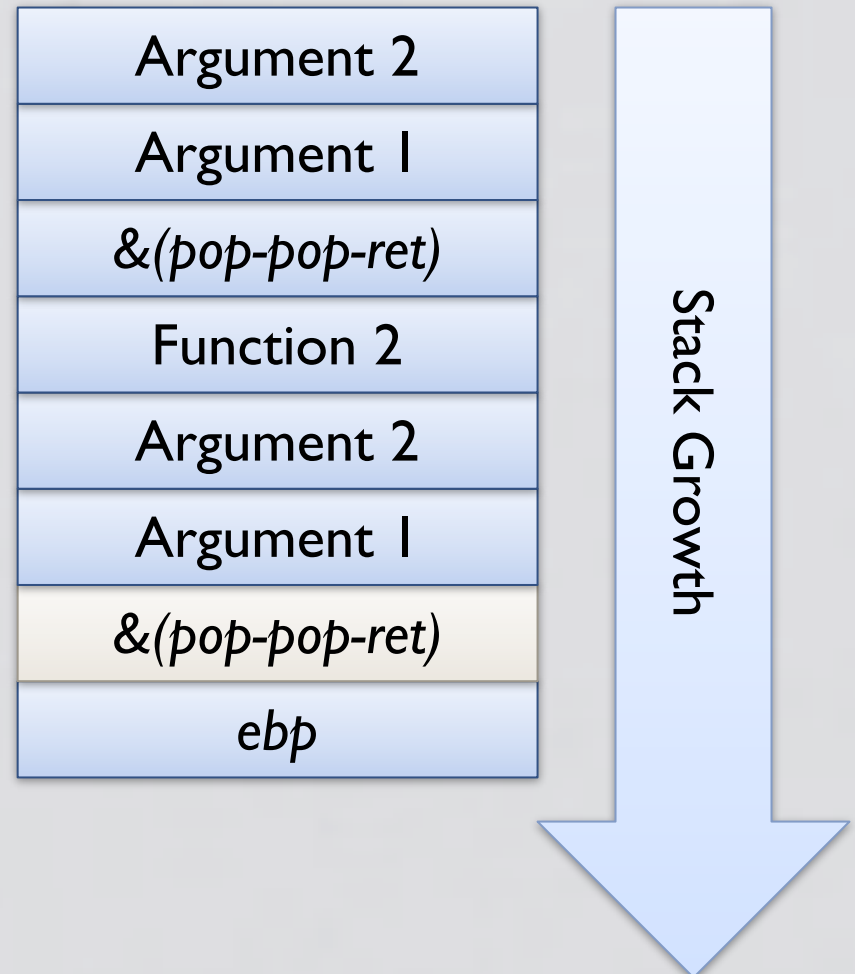 Argument 2
Argument 1
&(pop-pop-ret)
Function 2
Argument 2
Argument 1
&(pop-pop-ret)
ebp
Stack Growth